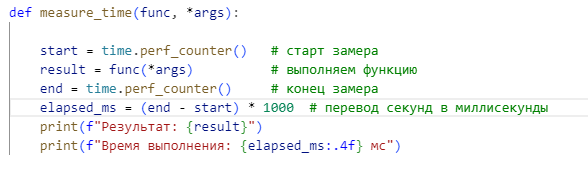 def measure_time(func, *args):
start = time.perf_counter()   # старт замера
result = func(*args)          # выполняем функцию
end = time.perf_counter()     # конец замера
elapsed_ms = (end - start) * 1000  # перевод секунд в миллисекунды
print(f"Результат: {result}")
print(f"Время выполнения: {elapsed_ms:.4f} мс")